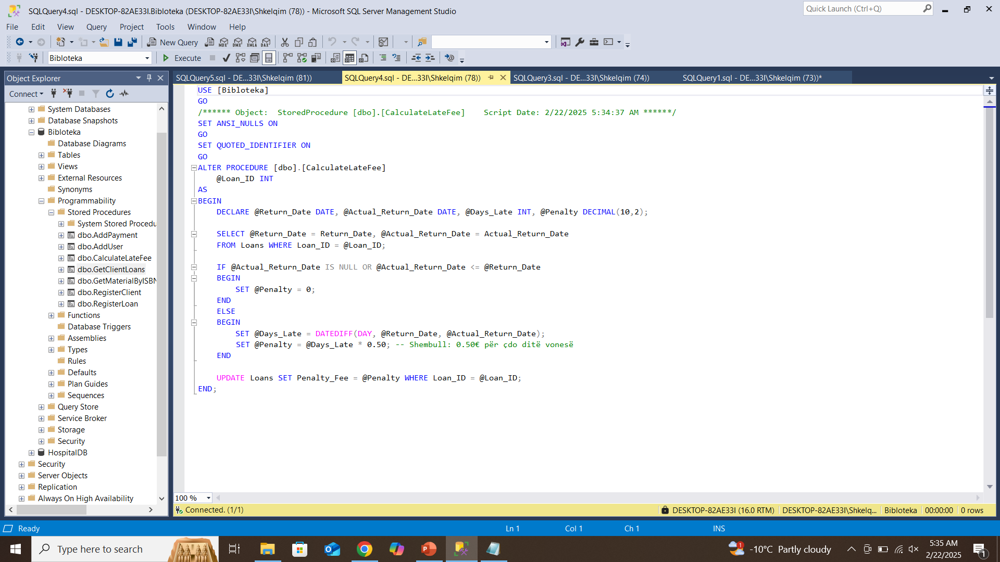 SQLQuery4.sql - DESKTOP-82AE33I.Bibloteka (DESKTOP-82AE33I\Shkelqim (78)) - Microsoft SQL Server Management Studio
Quick Launch (Ctrl+Q)
File Edit View Query Project Tools Window Help
New Query MDX DMX XMLA DAX
Bibloteka Execute
Object Explorer
SQLQuery5.sql - DE...33I\Shkelqim (81)) SQLQuery4.sql - DE...33I\Shkelqim (78)) SQLQuery3.sql - DE...33I\Shkelqim (74)) SQLQuery1.sql - DE...33I\Shkelqim (73))*
Connect
System Databases
Database Snapshots
Bibloteka
Database Diagrams
Tables
Views
External Resources
Synonyms
Programmability
Stored Procedures
System Stored Procedu
dbo.AddPayment
dbo.AddUser
dbo.CalculateLateFee
dbo.GetClientLoans
dbo.GetMaterialByISBN
dbo.RegisterClient
dbo.RegisterLoan
Functions
Database Triggers
Assemblies
Types
Rules
Defaults
Plan Guides
Sequences
Query Store
Service Broker
Storage
Security
HospitalDB
Security
Server Objects
Replication
Always On High Availability
USE [Bibloteka]
GO
/****** Object:  StoredProcedure [dbo].[CalculateLateFee]    Script Date: 2/22/2025 5:34:37 AM ******/
SET ANSI_NULLS ON
GO
SET QUOTED_IDENTIFIER ON
GO
ALTER PROCEDURE [dbo].[CalculateLateFee]
@Loan_ID INT
AS
BEGIN
DECLARE @Return_Date DATE, @Actual_Return_Date DATE, @Days_Late INT, @Penalty DECIMAL(10,2);
SELECT @Return_Date = Return_Date, @Actual_Return_Date = Actual_Return_Date
FROM Loans WHERE Loan_ID = @Loan_ID;
IF @Actual_Return_Date IS NULL OR @Actual_Return_Date <= @Return_Date
BEGIN
SET @Penalty = 0;
END
ELSE
BEGIN
SET @Days_Late = DATEDIFF(DAY, @Return_Date, @Actual_Return_Date);
SET @Penalty = @Days_Late * 0.50; -- Shembull: 0.50€ për çdo ditë vonesë
END
UPDATE Loans SET Penalty_Fee = @Penalty WHERE Loan_ID = @Loan_ID;
END;
100 %
Connected. (1/1) DESKTOP-82AE33I (16.0 RTM) DESKTOP-82AE33I\Shkelq... Bibloteka 00:00:00 0 rows
Ready Ln 1 Col 1 Ch 1 INS
Type here to search
1 -10°C Partly cloudy
5:35 AM
2/22/2025
1